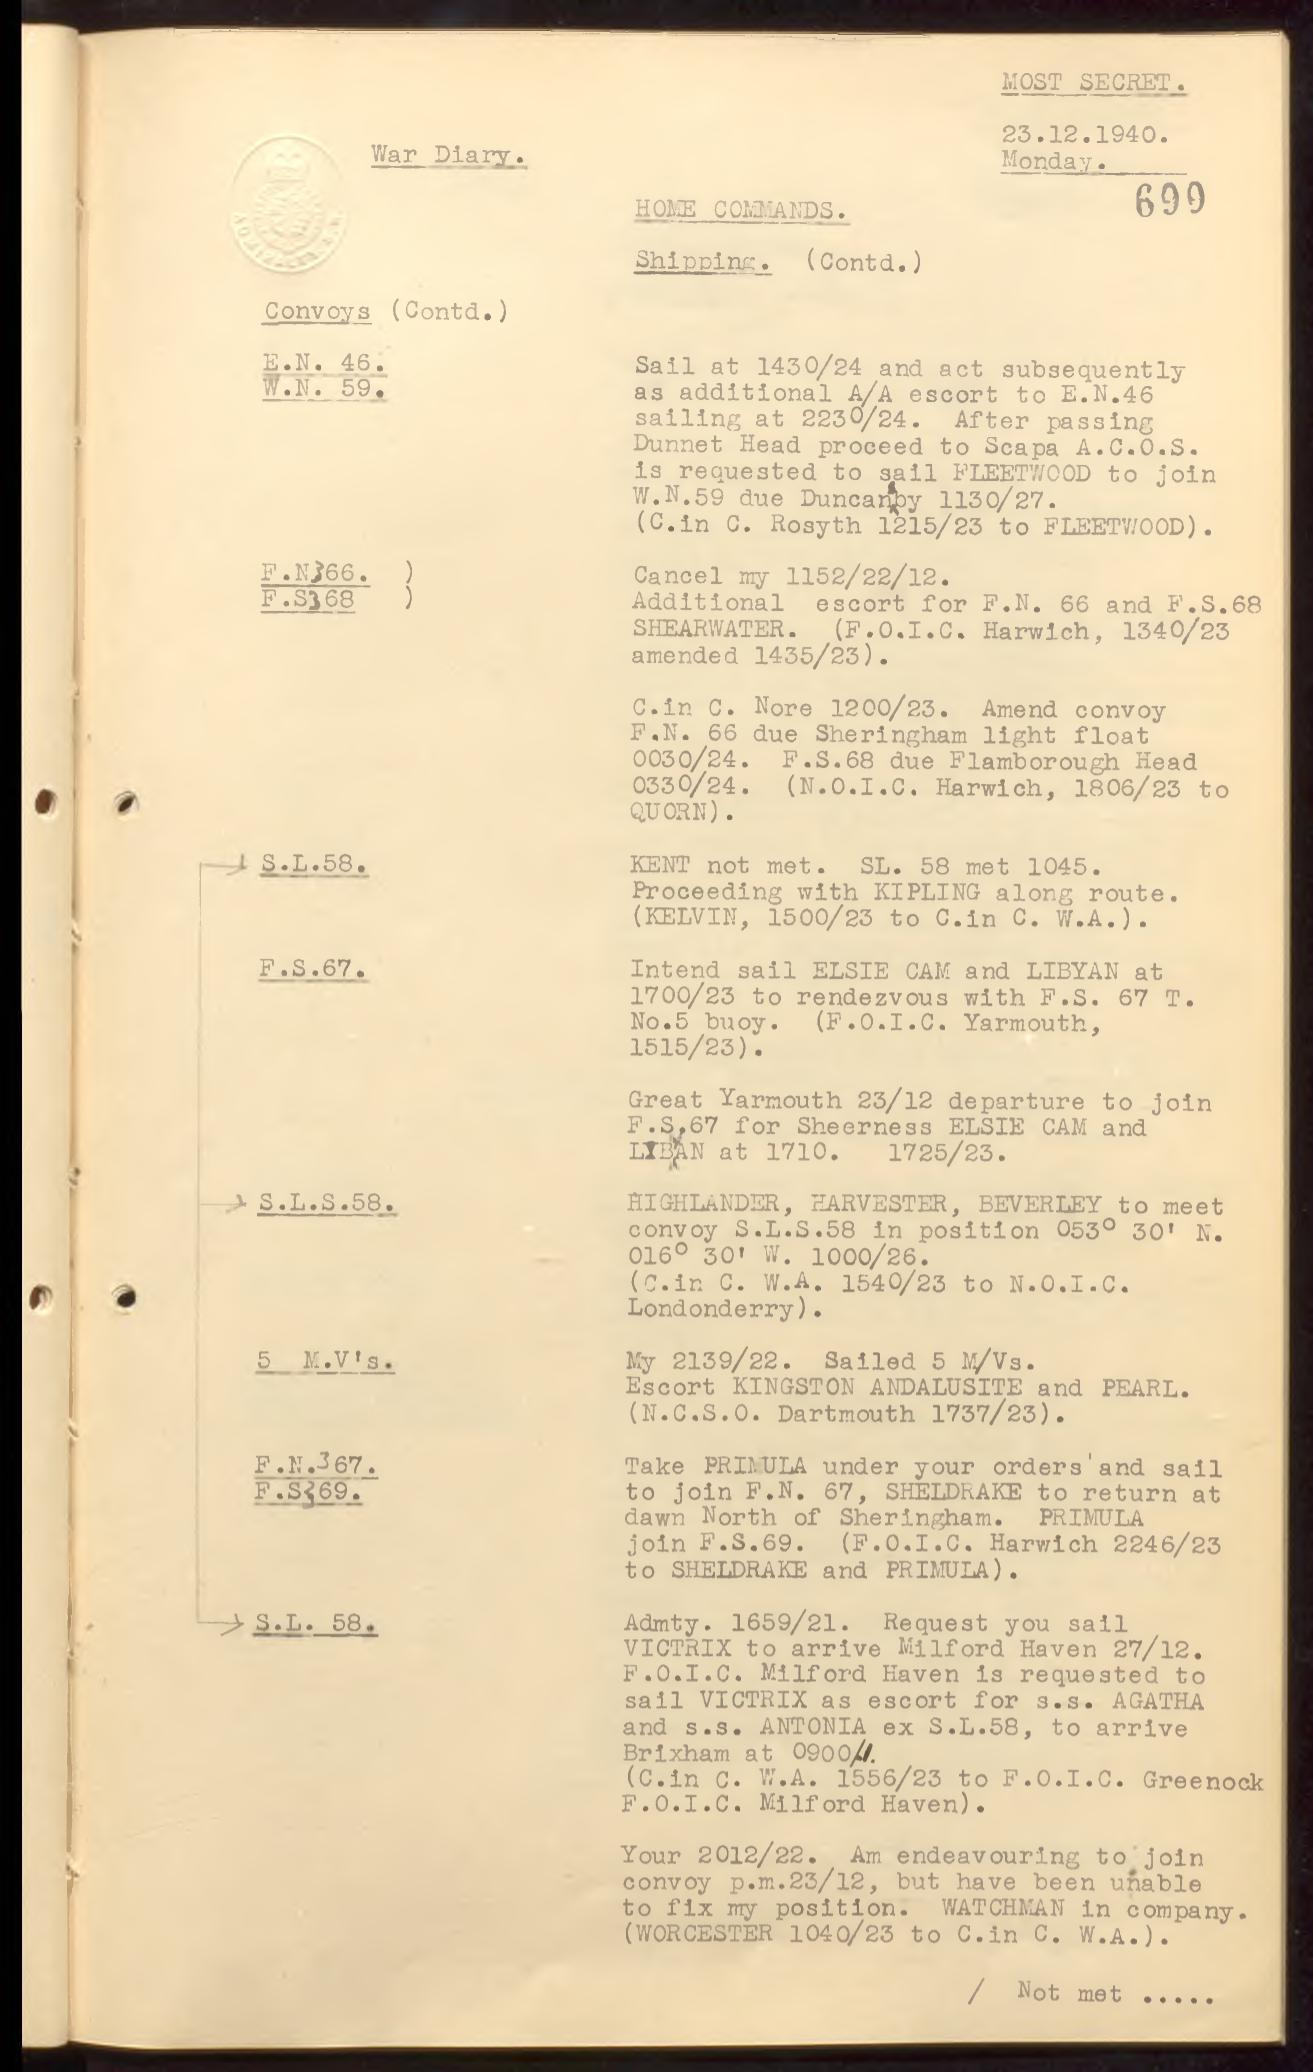 MOST SECRET.
23.12.1940.
War Diary.
Monday.
699
HOME COMMANDS.
Shipping. (Contd.)
Convoys (Contd.)
E.N. 46.
W.N. 59.
Sail at 1430/24 and act subsequently
as additional A/A escort to E.N.46
sailing at 2230/24. After passing
Dunnet Head proceed to Scapa A.C.O.S.
is requested to sail FLEETWOOD to join
W.N.59 due Duncansby 1130/27.
(C.in C. Rosyth 1215/23 to FLEETWOOD).
F.N.366. )
F.S.368 )
Cancel my 1152/22/12.
Additional escort for F.N. 66 and F.S.68
SHEARWATER. (F.O.I.C. Harwich, 1340/23
amended 1435/23).
C.in C. Nore 1200/23. Amend convoy
F.N. 66 due Sheringham light float
0030/24. F.S.68 due Flamborough Head
0330/24. (N.O.I.C. Harwich, 1806/23 to
QUORN).
S.L.58.
KENT not met. SL. 58 met 1045.
Proceeding with KIPLING along route.
(KELVIN, 1500/23 to C.in C. W.A.).
F.S.67.
Intend sail ELSIE CAM and LIBYAN at
1700/23 to rendezvous with F.S. 67 T.
No.5 buoy. (F.O.I.C. Yarmouth,
1515/23).
Great Yarmouth 23/12 departure to join
F.S.67 for Sheerness ELSIE CAM and
LIBYAN at 1710. 1725/23.
S.L.S.58.
HIGHLANDER, HARVESTER, BEVERLEY to meet
convoy S.L.S.58 in position 053° 30' N.
016° 30' W. 1000/26.
(C.in C. W.A. 1540/23 to N.O.I.C.
Londonderry).
5 M.V's.
My 2139/22. Sailed 5 M/Vs.
Escort KINGSTON ANDALUSITE and PEARL.
(N.C.S.O. Dartmouth 1737/23).
F.N.367.
F.S.369.
Take PRIMULA under your orders and sail
to join F.N. 67, SHELDRAKE to return at
dawn North of Sheringham. PRIMULA
join F.S.69. (F.O.I.C. Harwich 2246/23
to SHELDRAKE and PRIMULA).
S.L. 58.
Admty. 1659/21. Request you sail
VICTRIX to arrive Milford Haven 27/12.
F.O.I.C. Milford Haven is requested to
sail VICTRIX as escort for s.s. AGATHA
and s.s. ANTONIA ex S.L.58, to arrive
Brixham at 0900/1.
(C.in C. W.A. 1556/23 to F.O.I.C. Greenock
F.O.I.C. Milford Haven).
Your 2012/22. Am endeavouring to join
convoy p.m.23/12, but have been unable
to fix my position. WATCHMAN in company.
(WORCESTER 1040/23 to C.in C. W.A.).
/ Not met .....